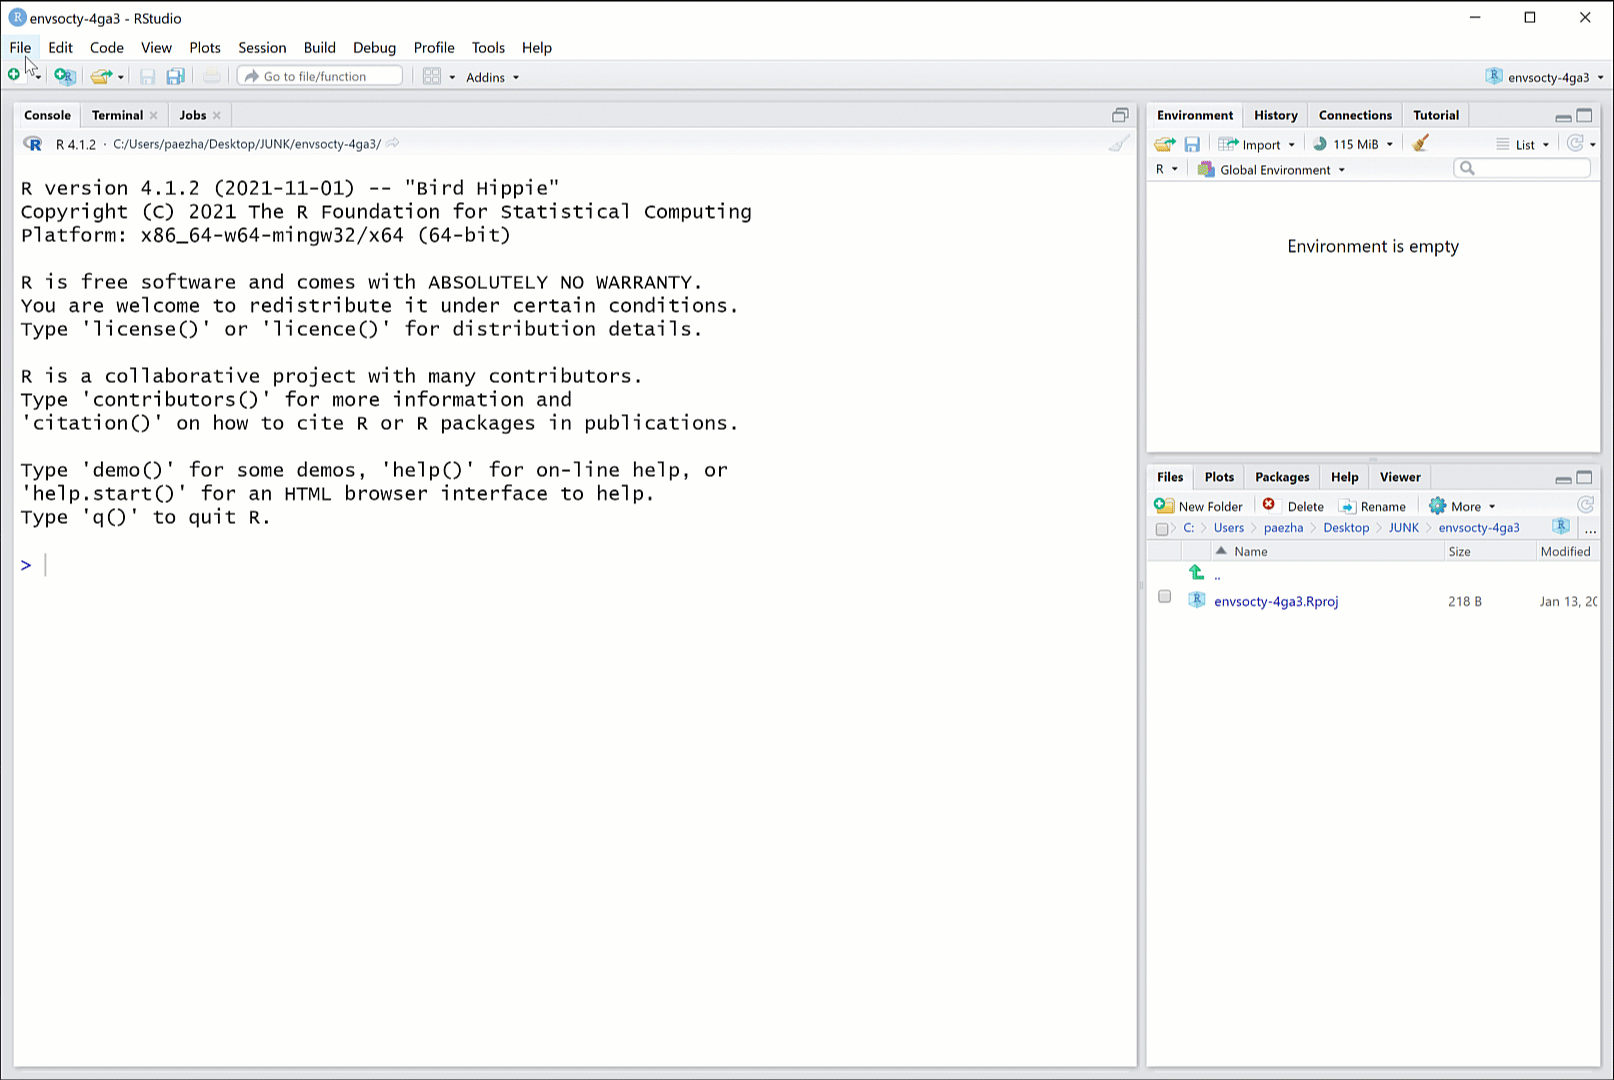 envsocty-4ga3 - RStudio
File Edit Code View Plots Session Build Debug Profile Tools Help
Go to file/function Addins envsocty-4ga3
Console Terminal Jobs
R 4.1.2 · C:/Users/paezha/Desktop/JUNK/envsocty-4ga3/
R version 4.1.2 (2021-11-01) -- "Bird Hippie"
Copyright (C) 2021 The R Foundation for Statistical Computing
Platform: x86_64-w64-mingw32/x64 (64-bit)
R is free software and comes with ABSOLUTELY NO WARRANTY.
You are welcome to redistribute it under certain conditions.
Type 'license()' or 'licence()' for distribution details.
R is a collaborative project with many contributors.
Type 'contributors()' for more information and
'citation()' on how to cite R or R packages in publications.
Type 'demo()' for some demos, 'help()' for on-line help, or
'help.start()' for an HTML browser interface to help.
Type 'q()' to quit R.
>
Environment History Connections Tutorial
Import 115 MiB List
R Global Environment
Environment is empty
Files Plots Packages Help Viewer
New Folder Delete Rename More
C: Users paezha Desktop JUNK envsocty-4ga3 ...
Name Size Modified
..
envsocty-4ga3.Rproj 218 B Jan 13, 20